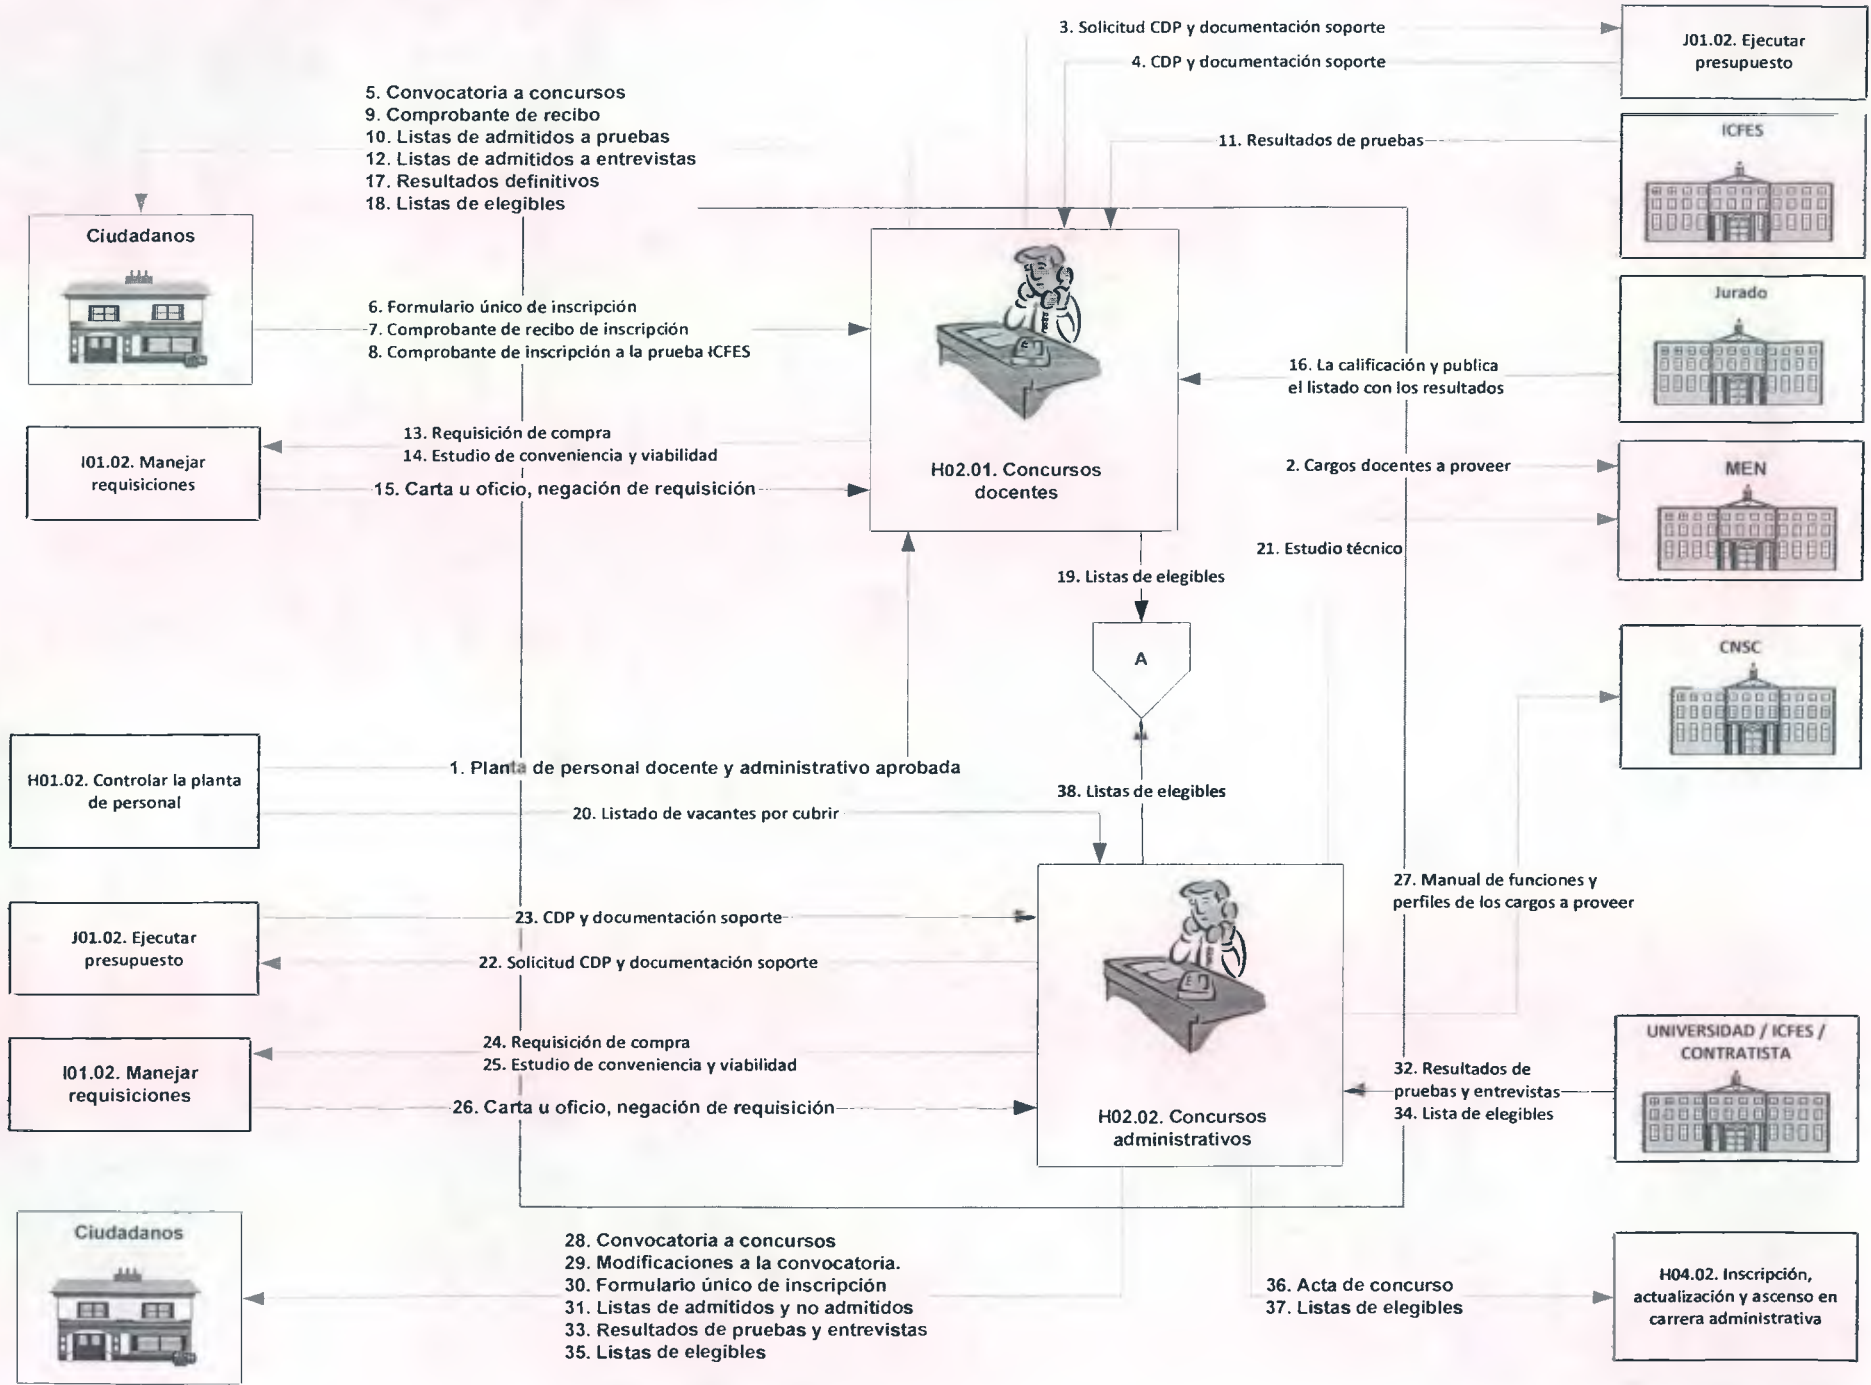 3. Solicitud CDP y documentación soporte
4. CDP y documentación soporte
J01.02. Ejecutar
presupuesto
5. Convocatoria a concursos
9. Comprobante de recibo
10. Listas de admitidos a pruebas
12. Listas de admitidos a entrevistas
17. Resultados definitivos
18. Listas de elegibles
11. Resultados de pruebas
ICFES
Ciudadanos
6. Formulario único de inscripción
7. Comprobante de recibo de inscripción
8. Comprobante de inscripción a la prueba ICFES
Jurado
16. La calificación y publica
el listado con los resultados
13. Requisición de compra
14. Estudio de conveniencia y viabilidad
15. Carta u oficio, negación de requisición
I01.02. Manejar
requisiciones
H02.01. Concursos
docentes
2. Cargos docentes a proveer
MEN
21. Estudio técnico
19. Listas de elegibles
A
CNSC
H01.02. Controlar la planta
de personal
1. Planta de personal docente y administrativo aprobada
20. Listado de vacantes por cubrir
38. Listas de elegibles
27. Manual de funciones y
perfiles de los cargos a proveer
J01.02. Ejecutar
presupuesto
23. CDP y documentación soporte
22. Solicitud CDP y documentación soporte
I01.02. Manejar
requisiciones
24. Requisición de compra
25. Estudio de conveniencia y viabilidad
26. Carta u oficio, negación de requisición
H02.02. Concursos
administrativos
32. Resultados de
pruebas y entrevistas
34. Lista de elegibles
UNIVERSIDAD / ICFES /
CONTRATISTA
Ciudadanos
28. Convocatoria a concursos
29. Modificaciones a la convocatoria.
30. Formulario único de inscripción
31. Listas de admitidos y no admitidos
33. Resultados de pruebas y entrevistas
35. Listas de elegibles
36. Acta de concurso
37. Listas de elegibles
H04.02. Inscripción,
actualización y ascenso en
carrera administrativa